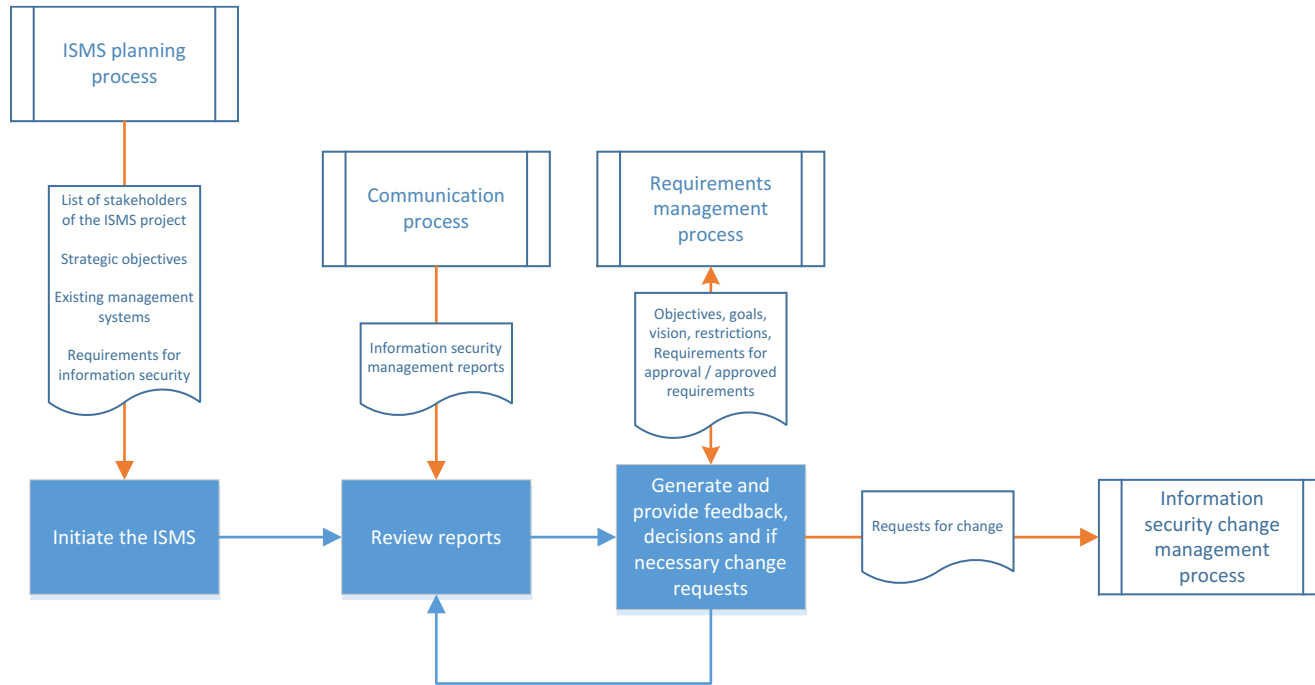 ISMS planning
process
List of stakeholders
of the ISMS project
Strategic objectives
Existing management
systems
Requirements for
information security
Communication
process
Information security
management reports
Requirements
management
process
Objectives, goals,
vision, restrictions,
Requirements for
approval / approved
requirements
Initiate the ISMS
Review reports
Generate and
provide feedback,
decisions and if
necessary change
requests
Requests for change
Information
security change
management
process